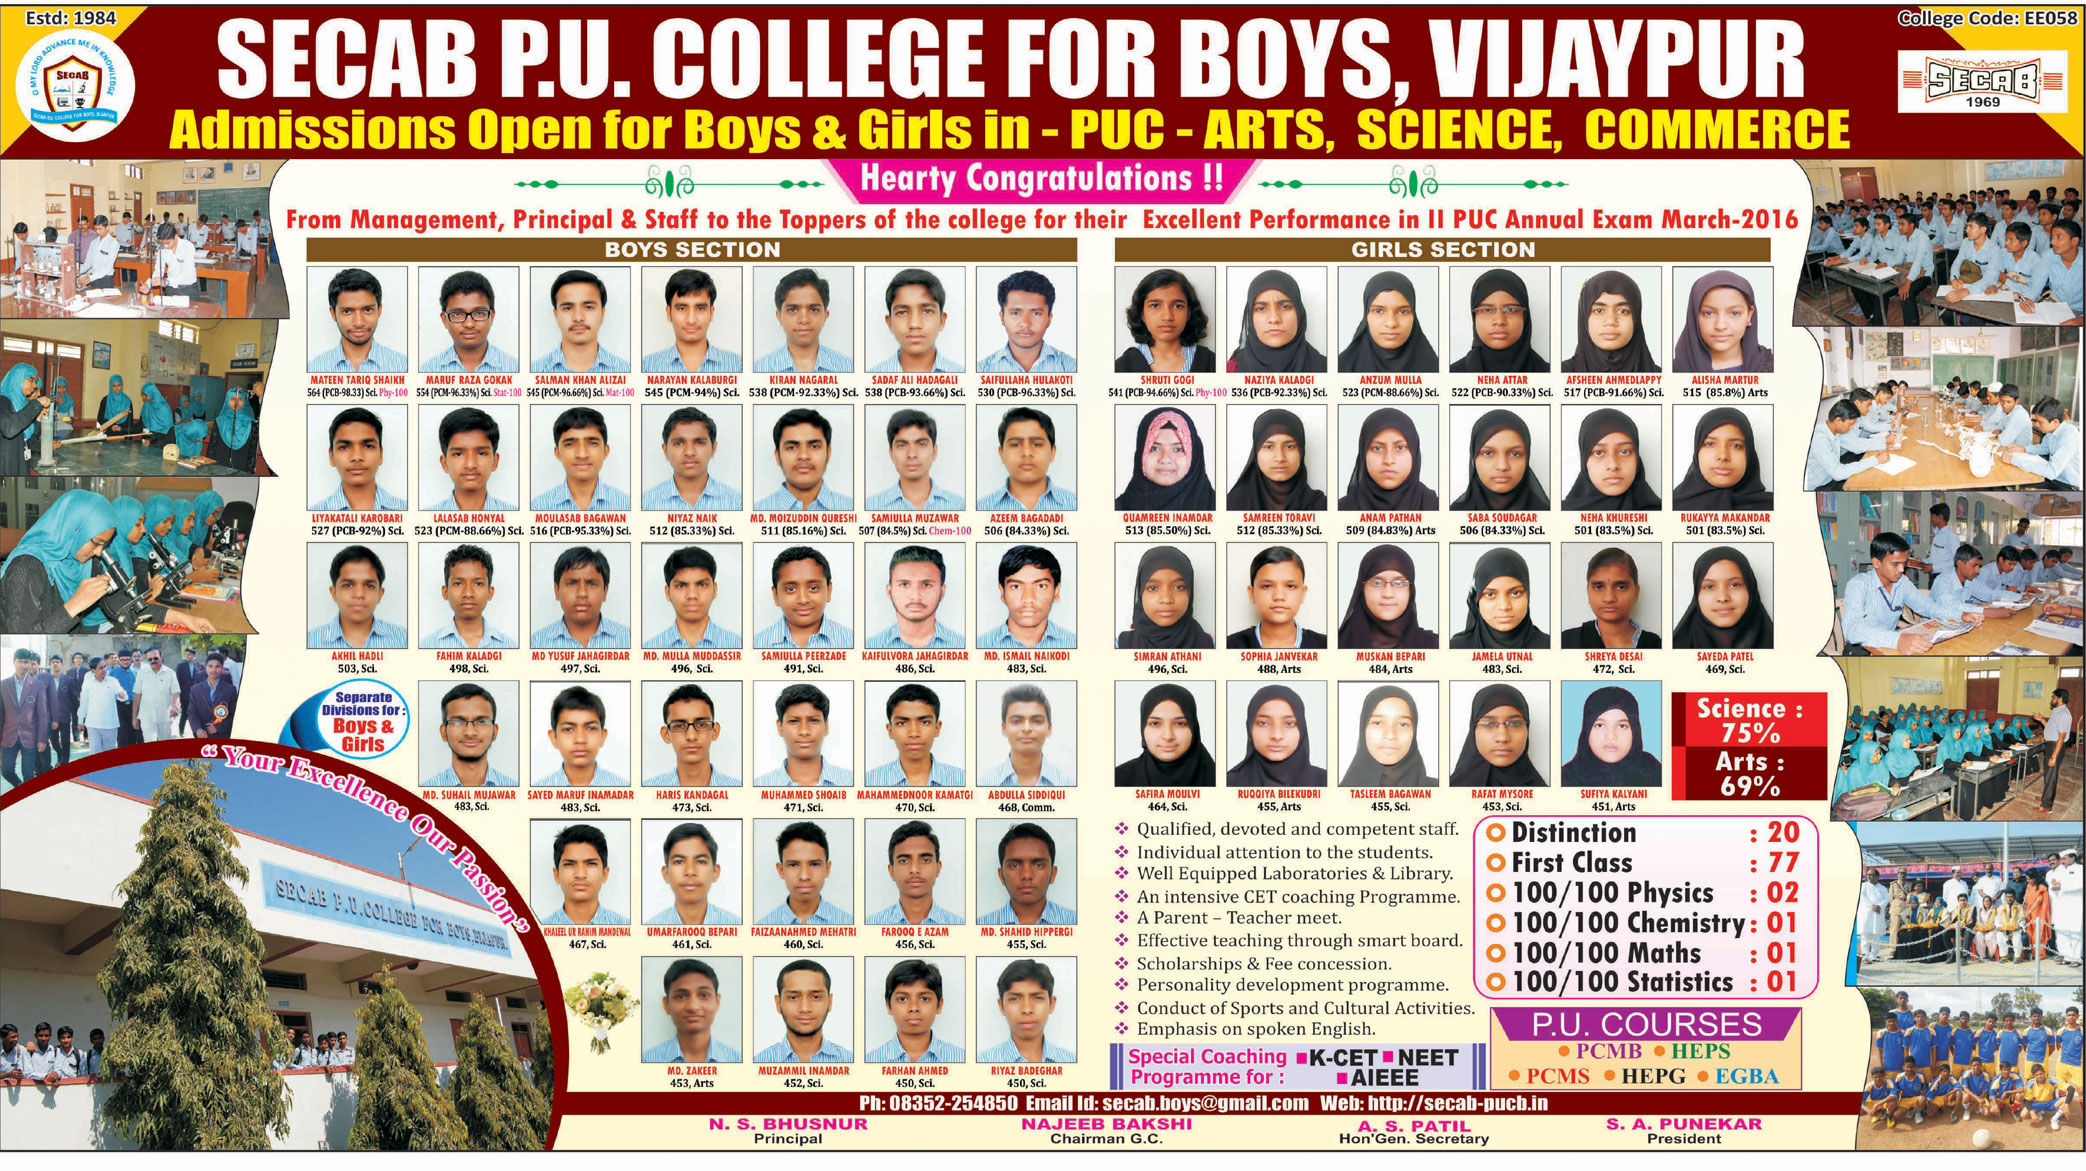 Estd: 1984
College Code: EE058
SECAB P.U. COLLEGE FOR BOYS, VIJAYPUR
O MY LORD ADVANCE ME IN KNOWLEDGE
SECAB
SECAB P.U. COLLEGE FOR BOYS, BIJAPUR
SECAB
1969
Admissions Open for Boys & Girls in - PUC - ARTS, SCIENCE, COMMERCE
Hearty Congratulations !!
From Management, Principal & Staff to the Toppers of the college for their Excellent Performance in II PUC Annual Exam March-2016
BOYS SECTION
MATEEN TARIQ SHAIKH
564 (PCB-98.33) Sci. Phy-100
MARUF RAZA GOKAK
554 (PCM-96.33%) Sci. Stat-100
SALMAN KHAN ALIZAI
545 (PCM-96.66%) Sci. Mat-100
NARAYAN KALABURGI
545 (PCM-94%) Sci.
KIRAN NAGARAL
538 (PCM-92.33%) Sci.
SADAF ALI HADAGALI
538 (PCB-93.66%) Sci.
SAIFULLAHA HULAKOTI
530 (PCB-96.33%) Sci.
LIYAKATALI KAROBARI
527 (PCB-92%) Sci.
LALASAB HONYAL
523 (PCM-88.66%) Sci.
MOULASAB BAGAWAN
516 (PCB-95.33%) Sci.
NIYAZ NAIK
512 (85.33%) Sci.
MD. MOIZUDDIN QURESHI
511 (85.16%) Sci.
SAMIULLA MUZAWAR
507 (84.5%) Sci. Chem-100
AZEEM BAGADADI
506 (84.33%) Sci.
AKHIL HADLI
503, Sci.
FAHIM KALADGI
498, Sci.
MD YUSUF JAHAGIRDAR
497, Sci.
MD. MULLA MUDDASSIR
496, Sci.
SAMIULLA PEERZADE
491, Sci.
KAIFULVORA JAHAGIRDAR
486, Sci.
MD. ISMAIL NAIKODI
483, Sci.
Separate
Divisions for :
Boys &
Girls
MD. SUHAIL MUJAWAR
483, Sci.
SAYED MARUF INAMADAR
483, Sci.
HARIS KANDAGAL
473, Sci.
MUHAMMED SHOAIB
471, Sci.
MAHAMMEDNOOR KAMATGI
470, Sci.
ABDULLA SIDDIQUI
468, Comm.
KHALEEL UR RAHIM MANDEWAL
467, Sci.
UMARFAROOQ BEPARI
461, Sci.
FAIZAANAHMED MEHATRI
460, Sci.
FAROOQ E AZAM
456, Sci.
MD. SHAHID HIPPERGI
455, Sci.
MD. ZAKEER
453, Arts
MUZAMMIL INAMDAR
452, Sci.
FARHAN AHMED
450, Sci.
RIYAZ BADEGHAR
450, Sci.
"Your Excellence Our Passion"
SECAB P.U.COLLEGE FOR BOYS,BIJAPUR.
GIRLS SECTION
SHRUTI GOGI
541 (PCB-94.66%) Sci. Phy-100
NAZIYA KALADGI
536 (PCB-92.33%) Sci.
ANZUM MULLA
523 (PCM-88.66%) Sci.
NEHA ATTAR
522 (PCB-90.33%) Sci.
AFSHEEN AHMEDLAPPY
517 (PCB-91.66%) Sci.
ALISHA MARTUR
515 (85.8%) Arts
QUAMREEN INAMDAR
513 (85.50%) Sci.
SAMREEN TORAVI
512 (85.33%) Sci.
ANAM PATHAN
509 (84.83%) Arts
SABA SOUDAGAR
506 (84.33%) Sci.
NEHA KHURESHI
501 (83.5%) Sci.
RUKAYYA MAKANDAR
501 (83.5%) Sci.
SIMRAN ATHANI
496, Sci.
SOPHIA JANVEKAR
488, Arts
MUSKAN BEPARI
484, Arts
JAMELA UTNAL
483, Sci.
SHREYA DESAI
472, Sci.
SAYEDA PATEL
469, Sci.
SAFIRA MOULVI
464, Sci.
RUQQIYA BILEKUDRI
455, Arts
TASLEEM BAGAWAN
455, Sci.
RAFAT MYSORE
453, Sci.
SUFIYA KALYANI
451, Arts
Science :
75%
Arts :
69%
Qualified, devoted and competent staff.
Individual attention to the students.
Well Equipped Laboratories & Library.
An intensive CET coaching Programme.
A Parent – Teacher meet.
Effective teaching through smart board.
Scholarships & Fee concession.
Personality development programme.
Conduct of Sports and Cultural Activities.
Emphasis on spoken English.
Distinction : 20
First Class : 77
100/100 Physics : 02
100/100 Chemistry : 01
100/100 Maths : 01
100/100 Statistics : 01
Special Coaching
Programme for :
K-CET NEET
AIEEE
P.U. COURSES
PCMB HEPS
PCMS HEPG EGBA
Ph: 08352-254850 Email Id: secab.boys@gmail.com Web: http://secab-pucb.in
N. S. BHUSNUR
Principal
NAJEEB BAKSHI
Chairman G.C.
A. S. PATIL
Hon'Gen. Secretary
S. A. PUNEKAR
President